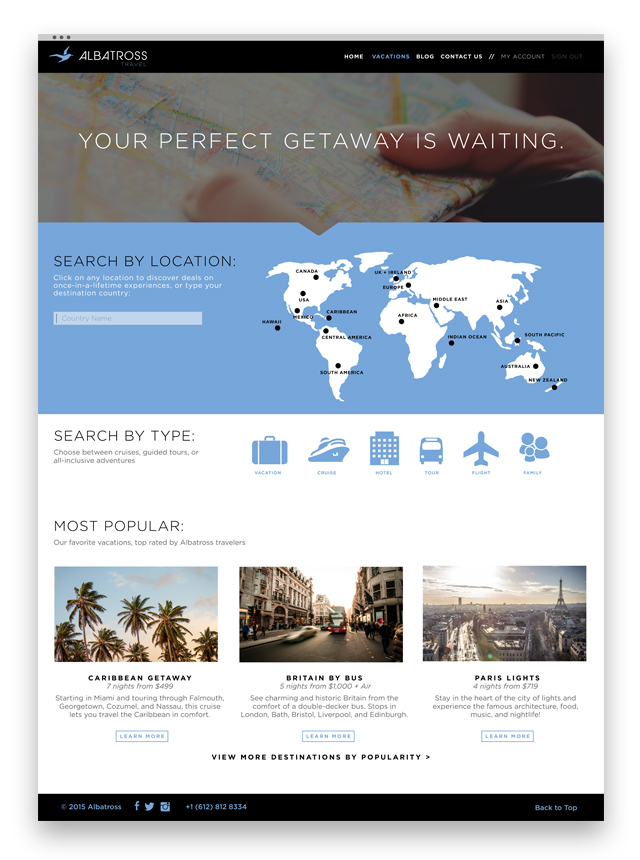 ALBATROSS
TRAVEL
HOME VACATIONS BLOG CONTACT US // MY ACCOUNT SIGN OUT
YOUR PERFECT GETAWAY IS WAITING.
SEARCH BY LOCATION:
Click on any location to discover deals on
once-in-a-lifetime experiences, or type your
destination country:
Country Name
CANADA
UK + IRELAND
EUROPE
USA
MIDDLE EAST
ASIA
MEXICO
CARIBBEAN
AFRICA
HAWAII
CENTRAL AMERICA
INDIAN OCEAN
SOUTH PACIFIC
SOUTH AMERICA
AUSTRALIA
NEW ZEALAND
SEARCH BY TYPE:
Choose between cruises, guided tours, or
all-inclusive adventures
VACATION CRUISE HOTEL TOUR FLIGHT FAMILY
MOST POPULAR:
Our favorite vacations, top rated by Albatross travelers
CARIBBEAN GETAWAY
7 nights from $499
Starting in Miami and touring through Falmouth,
Georgetown, Cozumel, and Nassau, this cruise
lets you travel the Caribbean in comfort.
LEARN MORE
BRITAIN BY BUS
5 nights from $1,000 + Air
See charming and historic Britain from the
comfort of a double-decker bus. Stops in
London, Bath, Bristol, Liverpool, and Edinburgh.
LEARN MORE
PARIS LIGHTS
4 nights from $719
Stay in the heart of the city of lights and
experience the famous architecture, food,
music, and nightlife!
LEARN MORE
VIEW MORE DESTINATIONS BY POPULARITY >
© 2015 Albatross +1 (612) 812 8334 Back to Top